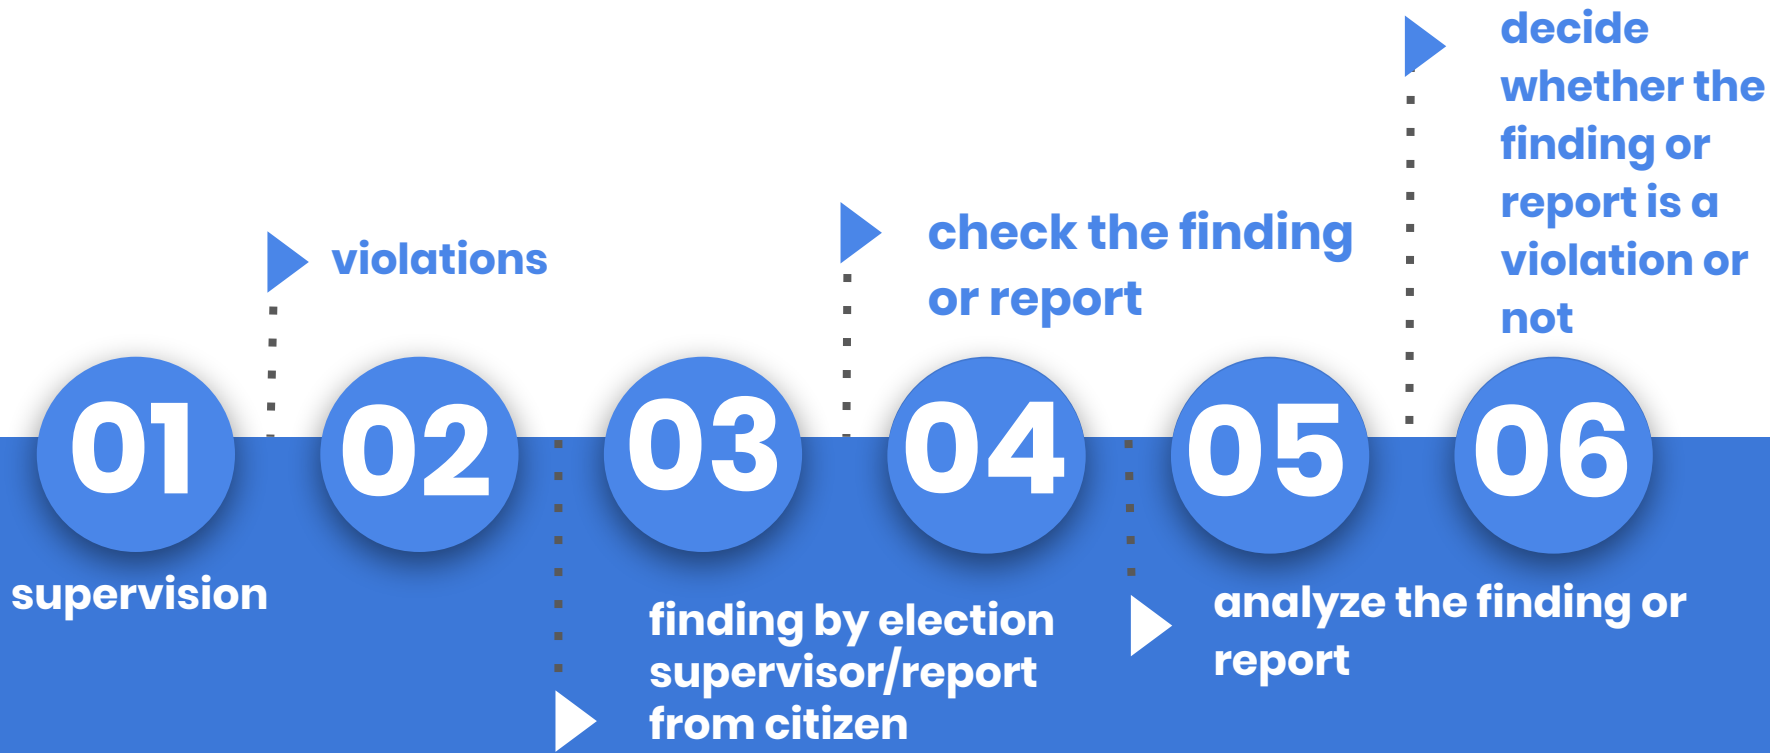 01
supervision
02
violations
03
finding by election
supervisor/report
from citizen
04
check the finding
or report
05
analyze the finding or
report
06
decide
whether the
finding or
report is a
violation or
not